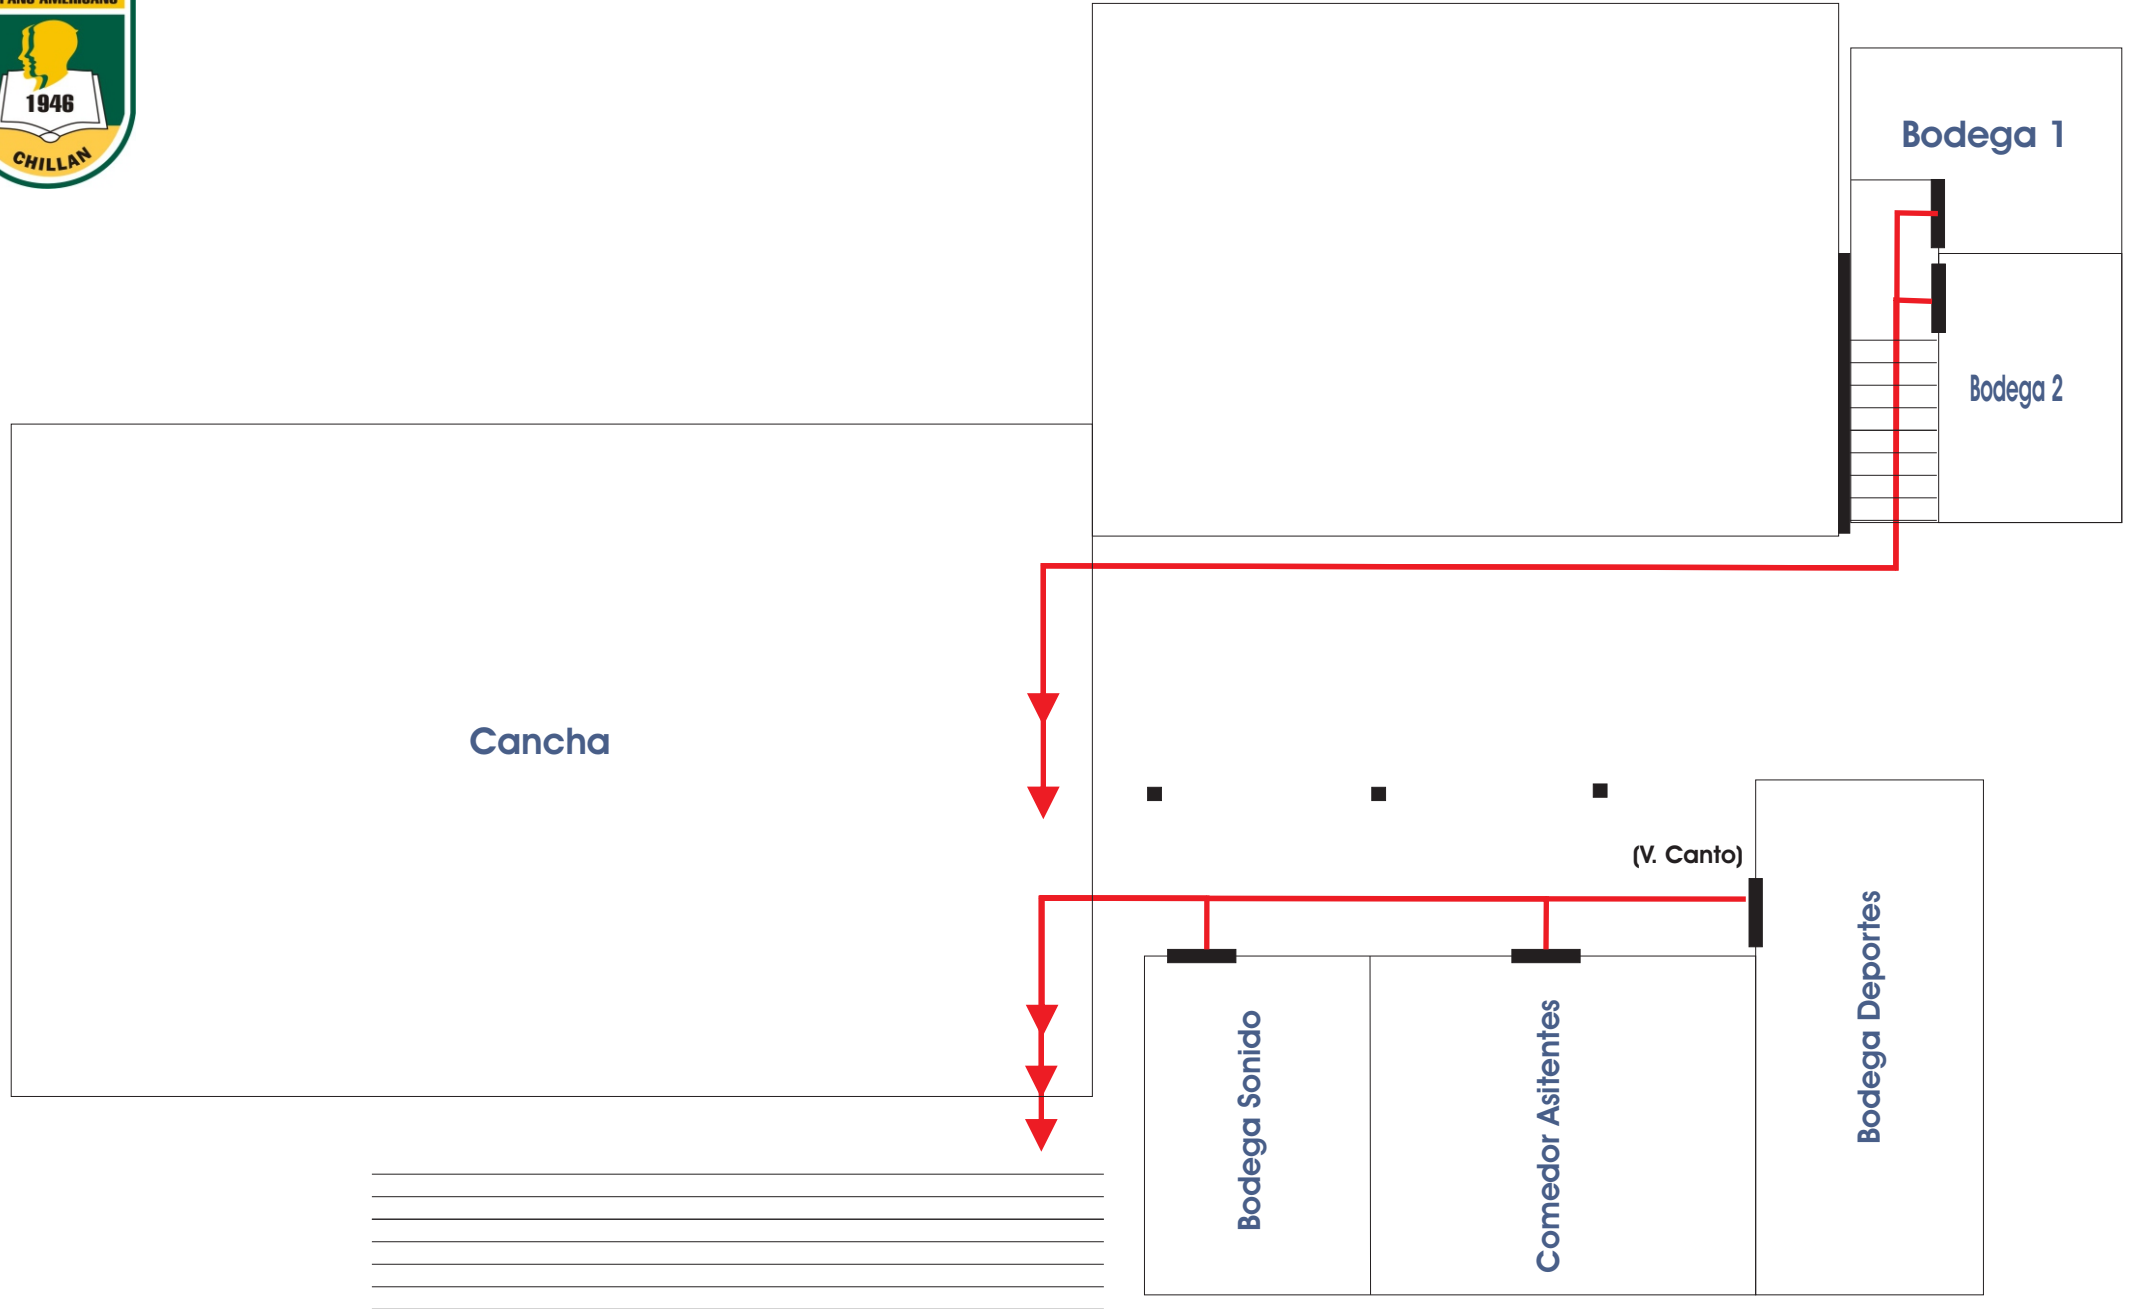 1946
CHILLAN
Bodega 1
Bodega 2
Cancha
(V. Canto)
Bodega Sonido
Comedor Asitentes
Bodega Deportes